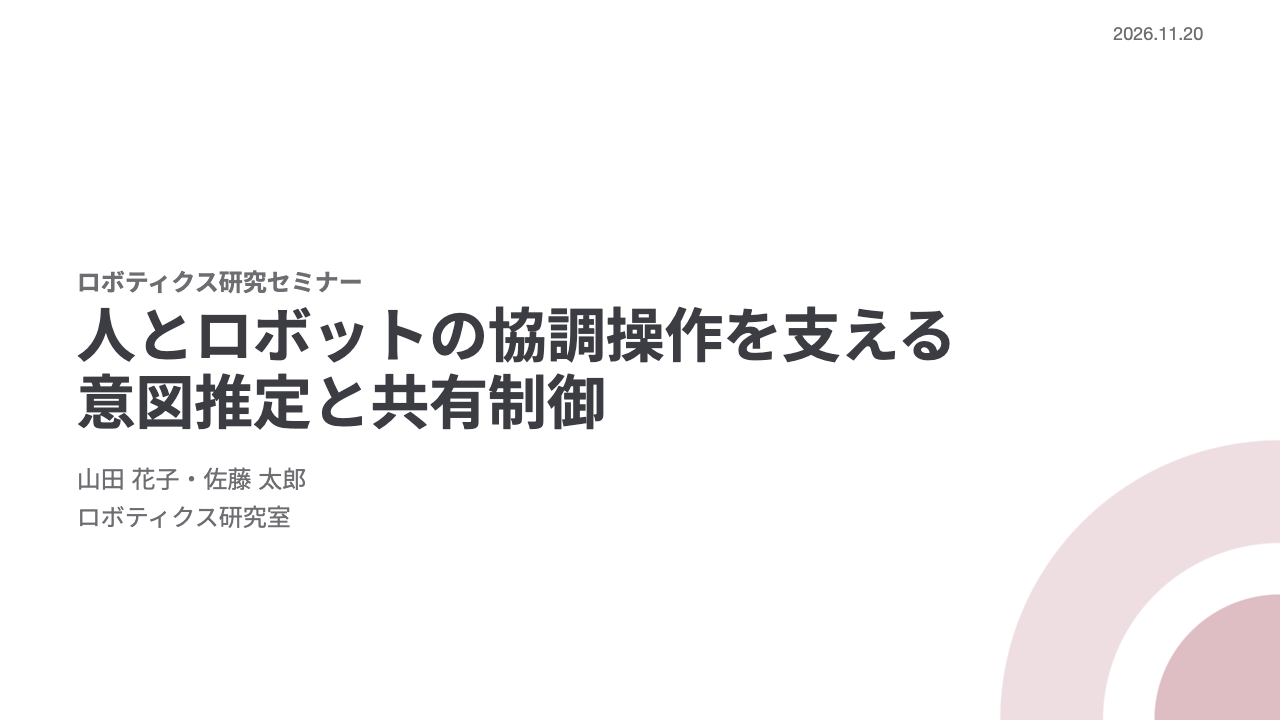 2026.11.20
ロボティクス研究セミナー
人とロボットの協調操作を支える
意図推定と共有制御
山田 花子・佐藤 太郎
ロボティクス研究室